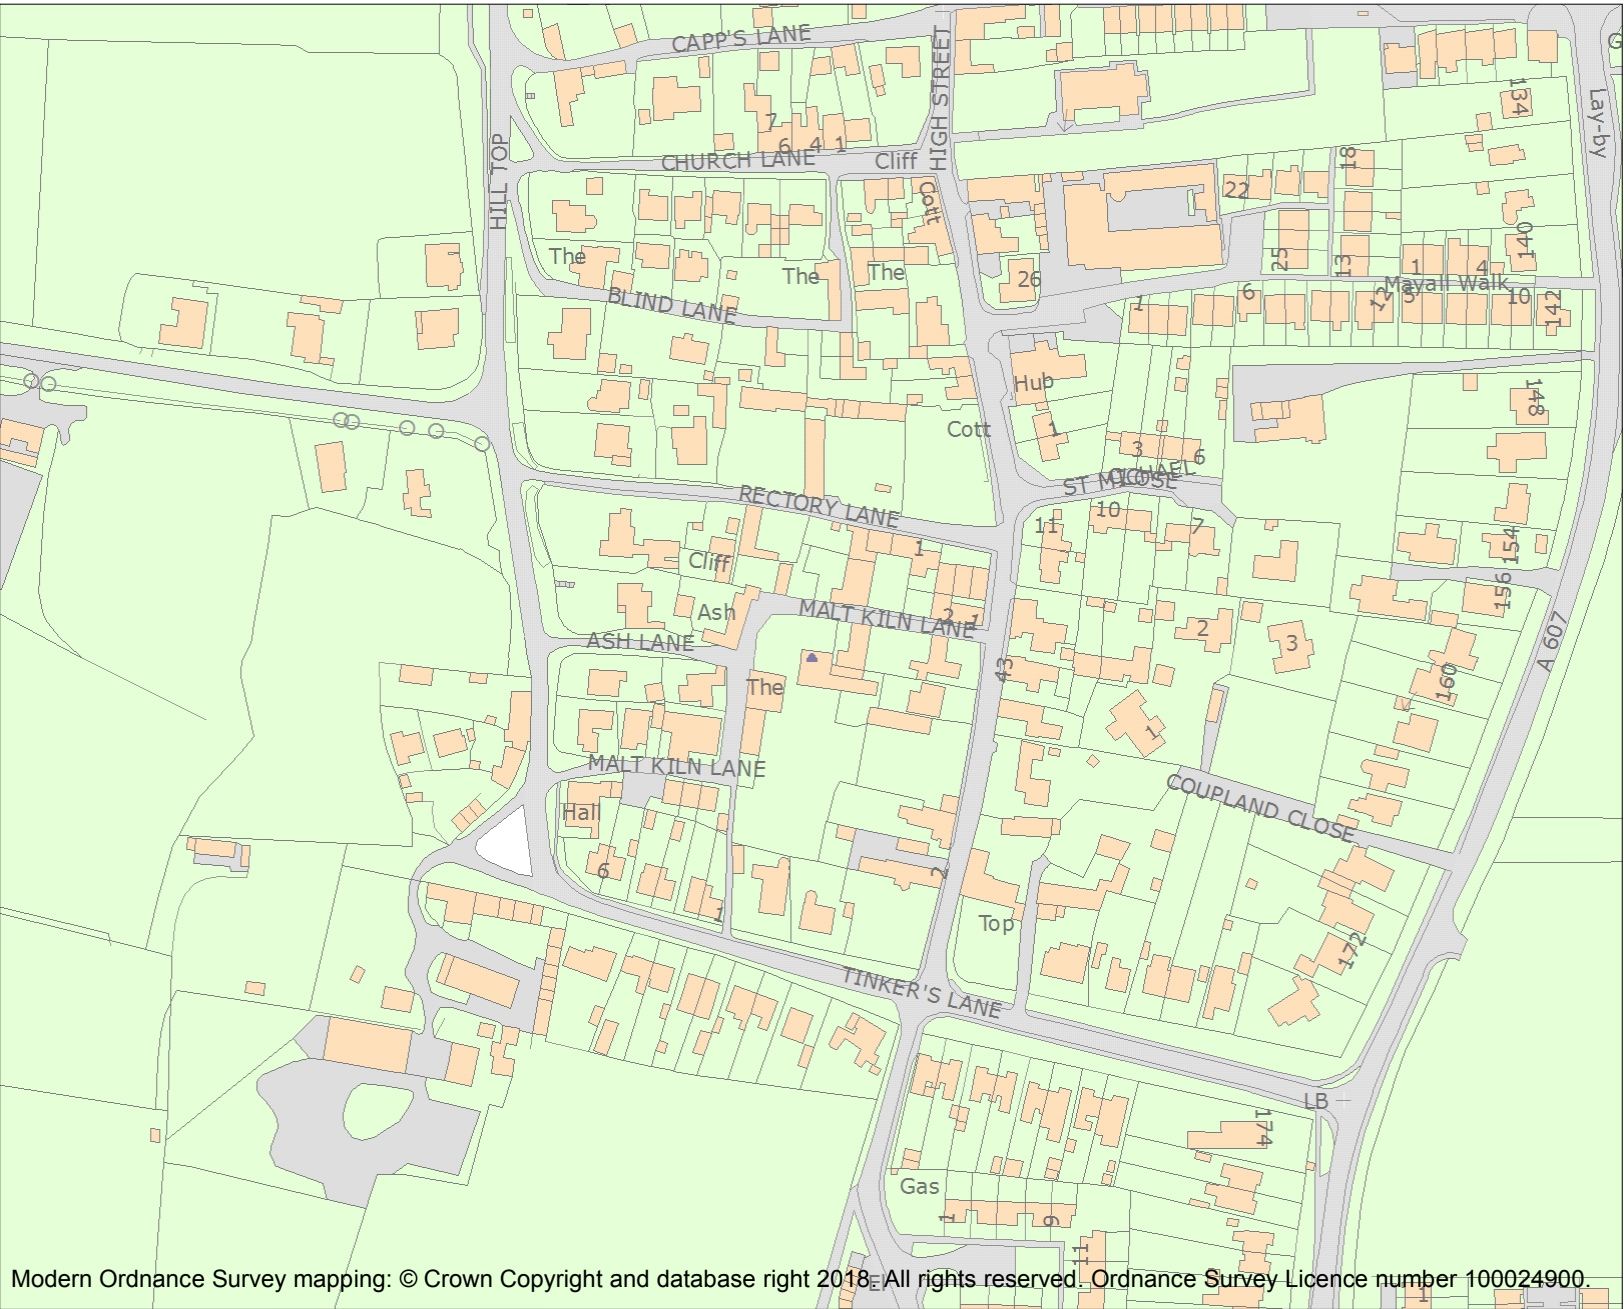 CAPP'S LANE
HIGH STREET
G
134
Lay-by
7
6 4 1
CHURCH LANE
Cliff
Cott
HILL TOP
18
22
The
The
The
26
25
13
1
4
140
Mayall Walk
BLIND LANE
1
6
12
5
10
142
Hub
148
Cott
1
3
6
ST MICHAEL
CLOSE
RECTORY LANE
11
10
7
1
154
Cliff
156
Ash
MALT KILN LANE
2 1
2
3
ASH LANE
A 607
43
The
160
1
MALT KILN LANE
COUPLAND CLOSE
Hall
6
2
1
Top
172
TINKER'S LANE
LB
174
Gas
1
9
11
El
1
Modern Ordnance Survey mapping: © Crown Copyright and database right 2018. All rights reserved. Ordnance Survey Licence number 100024900.